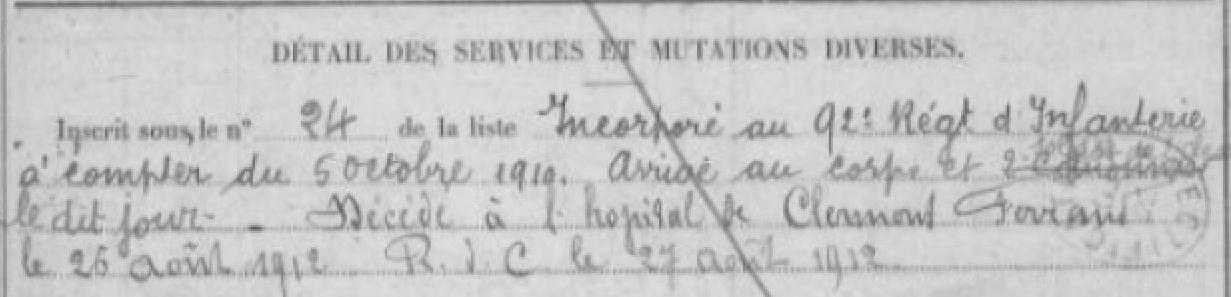 DÉTAIL DES SERVICES ET MUTATIONS DIVERSES.
Inscrit sous le n° 24 de la liste Incorporé au 92e Régt d'Infanterie
à compter du 5 octobre 1910. Arrivé au corps et
le dit jour - Décédé à l'hopital de Clermont Ferrand
le 26 août 1912 R. d. C le 27 août 1912